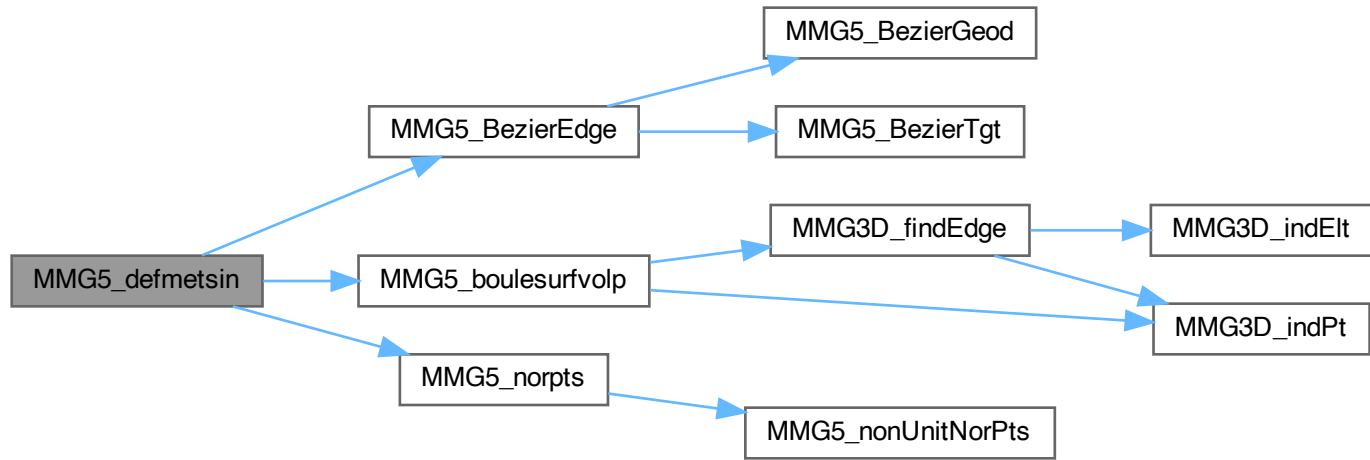 MMG5_defmetsin
MMG5_BezierEdge
MMG5_BezierGeod
MMG5_BezierTgt
MMG5_boulesurfvolp
MMG3D_findEdge
MMG3D_indElt
MMG3D_indPt
MMG5_norpts
MMG5_nonUnitNorPts